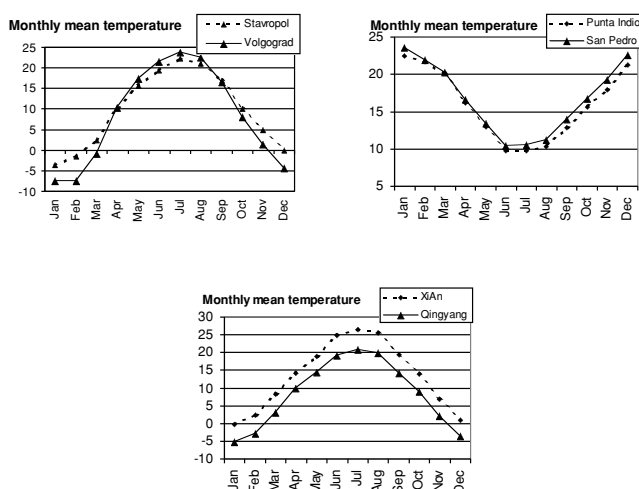 Monthly mean temperature
Stavropol
Volgograd
25
20
15
10
5
0
-5
-10
Jan
Feb
Mar
Apr
May
Jun
Jul
Aug
Sep
Oct
Nov
Dec
Monthly mean temperature
Punta Indio
San Pedro
25
20
15
10
5
Jan
Feb
Mar
Apr
May
Jun
Jul
Aug
Sep
Oct
Nov
Dec
Monthly mean temperature
XiAn
Qingyang
30
25
20
15
10
5
0
-5
-10
Jan
Feb
Mar
Apr
May
Jun
Jul
Aug
Sep
Oct
Nov
Dec